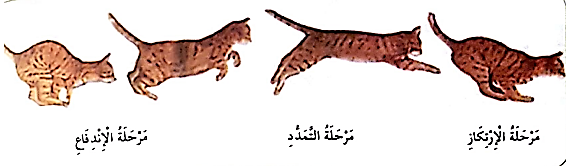 مَرْحَلَةُ الْإِرْتِكَازِ
مَرْحَلَةُ التَّمَدُّدِ
مَرْحَلَةُ الْإِنْدِفَاعِ